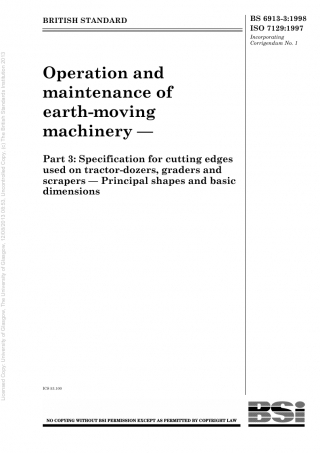 BRITISH STANDARD
BS 6913-3:1998
ISO 7129:1997
Incorporating
Corrigendum No. 1
Operation and
maintenance of
earth-moving
machinery —
Part 3: Specification for cutting edges
used on tractor-dozers, graders and
scrapers — Principal shapes and basic
dimensions
ICS 53.100
NO COPYING WITHOUT BSI PERMISSION EXCEPT AS PERMITTED BY COPYRIGHT LAW
BSi
Licensed Copy: University of Glasgow, The University of Glasgow, Uncontrolled Copy, (c) The British Standards Institution 2013